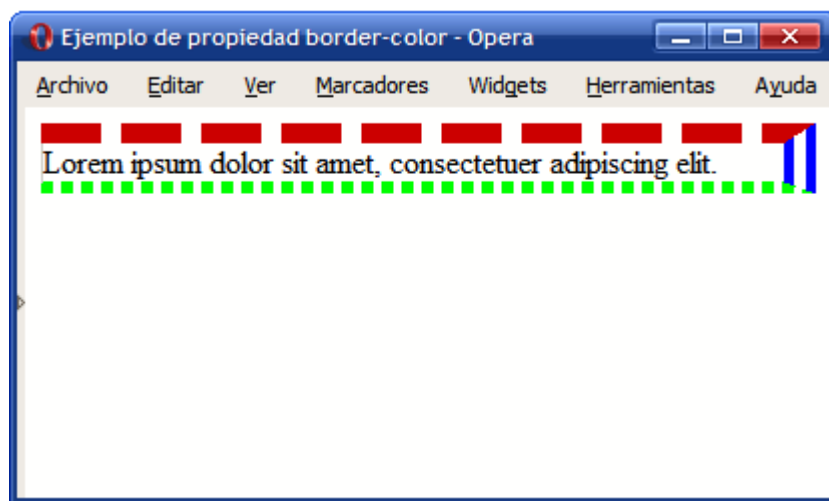 Ejemplo de propiedad border-color - Opera
Archivo Editar Ver Marcadores Widgets Herramientas Ayuda
Lorem ipsum dolor sit amet, consectetuer adipiscing elit.